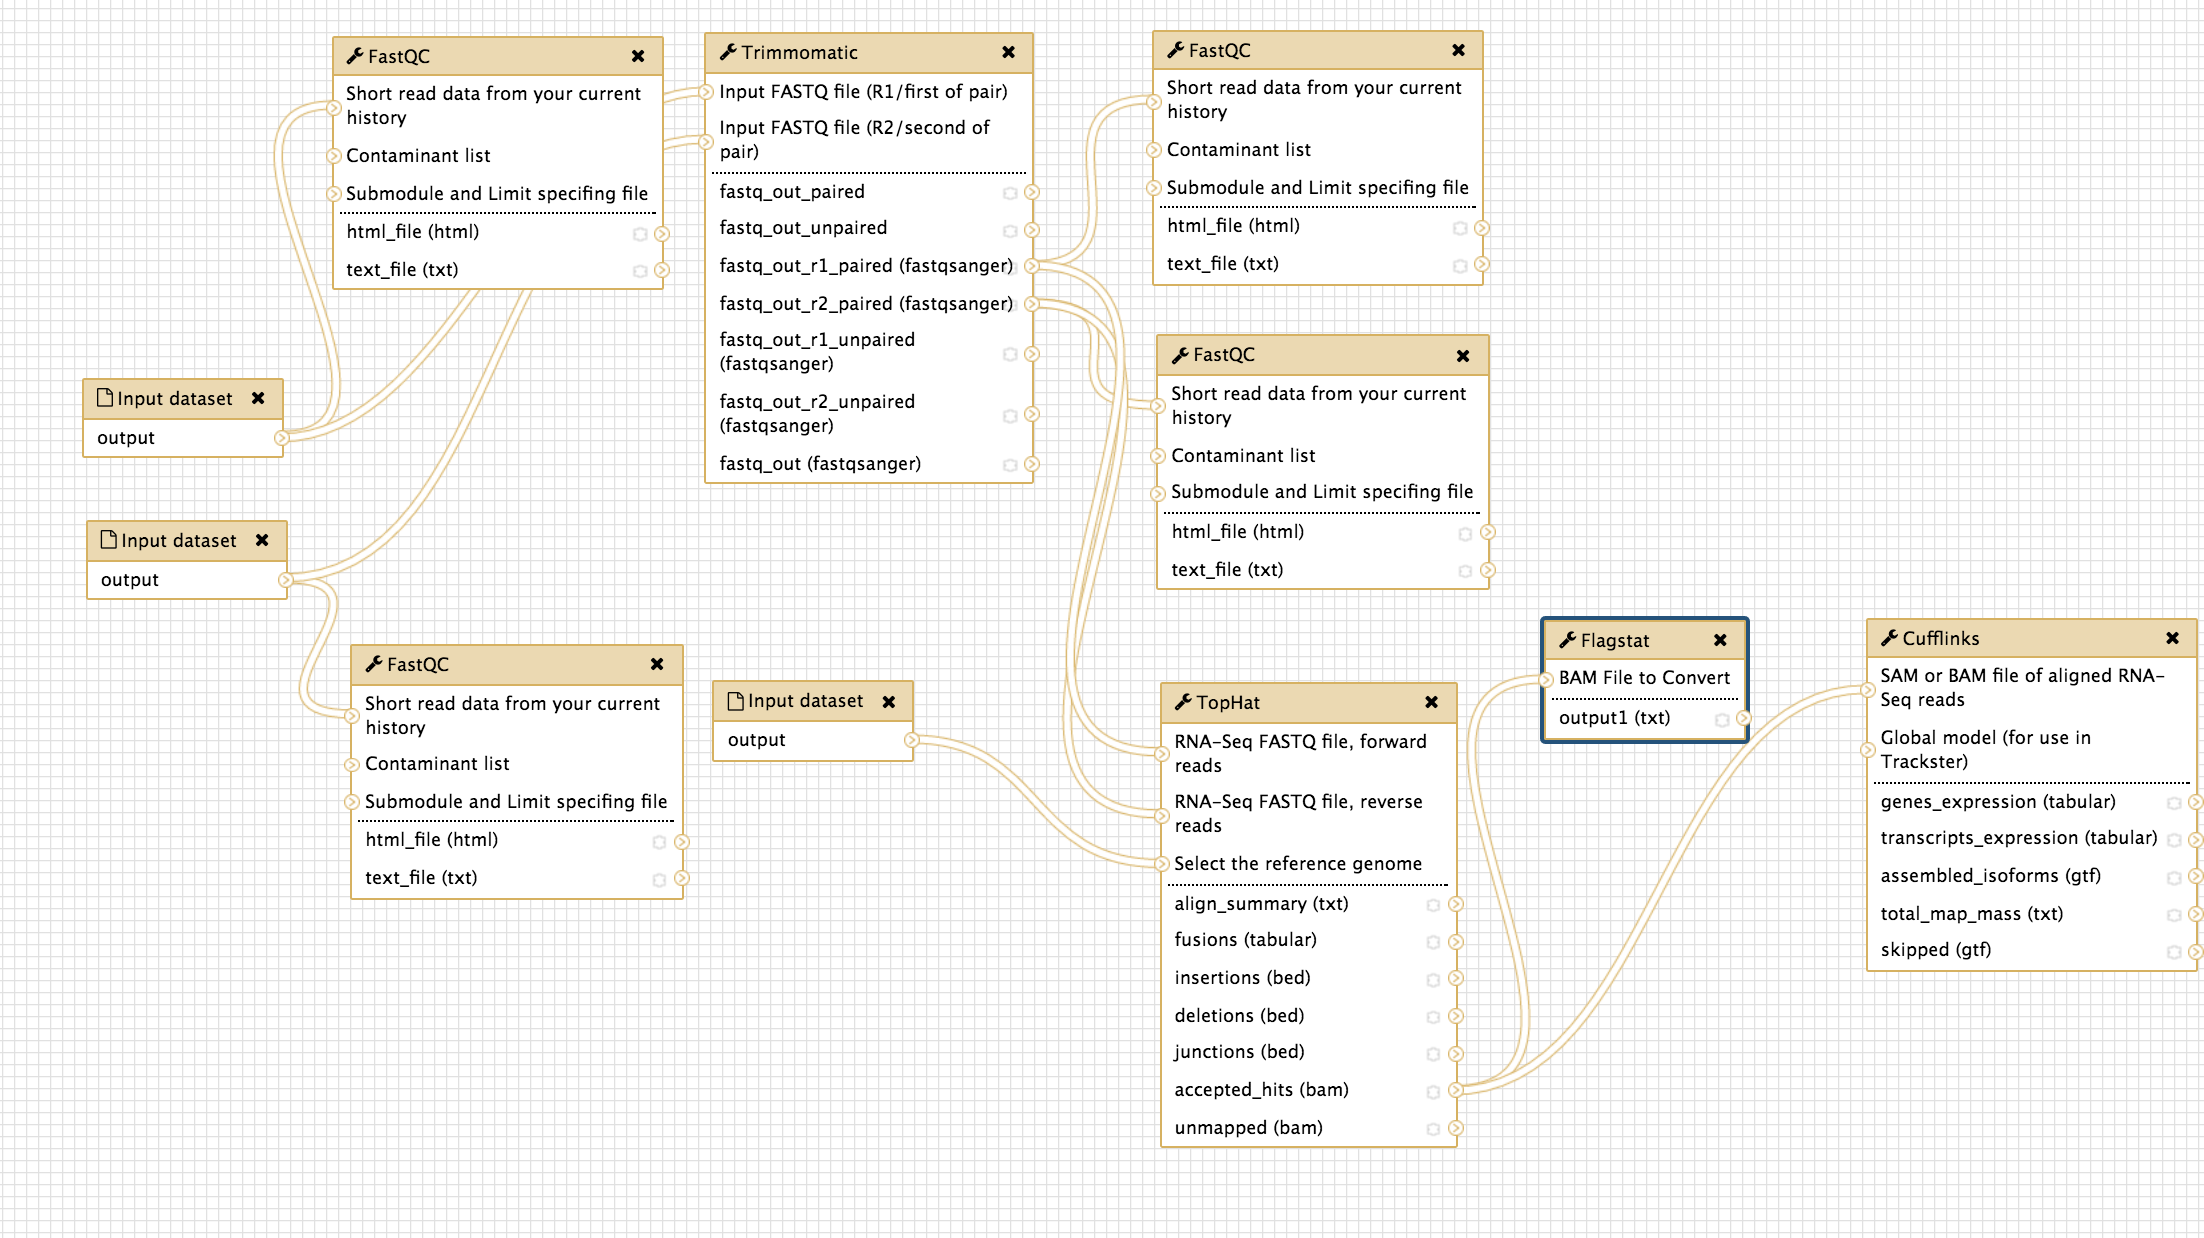 FastQC
Short read data from your current
history
Contaminant list
Submodule and Limit specifing file
html_file (html)
text_file (txt)
Trimmomatic
Input FASTQ file (R1/first of pair)
Input FASTQ file (R2/second of
pair)
fastq_out_paired
fastq_out_unpaired
fastq_out_r1_paired (fastqsanger)
fastq_out_r2_paired (fastqsanger)
fastq_out_r1_unpaired
(fastqsanger)
fastq_out_r2_unpaired
(fastqsanger)
fastq_out (fastqsanger)
FastQC
Short read data from your current
history
Contaminant list
Submodule and Limit specifing file
html_file (html)
text_file (txt)
FastQC
Short read data from your current
history
Contaminant list
Submodule and Limit specifing file
html_file (html)
text_file (txt)
Input dataset
output
Input dataset
output
FastQC
Short read data from your current
history
Contaminant list
Submodule and Limit specifing file
html_file (html)
text_file (txt)
Input dataset
output
TopHat
RNA-Seq FASTQ file, forward
reads
RNA-Seq FASTQ file, reverse
reads
Select the reference genome
align_summary (txt)
fusions (tabular)
insertions (bed)
deletions (bed)
junctions (bed)
accepted_hits (bam)
unmapped (bam)
Flagstat
BAM File to Convert
output1 (txt)
Cufflinks
SAM or BAM file of aligned RNA-
Seq reads
Global model (for use in
Trackster)
genes_expression (tabular)
transcripts_expression (tabular)
assembled_isoforms (gtf)
total_map_mass (txt)
skipped (gtf)